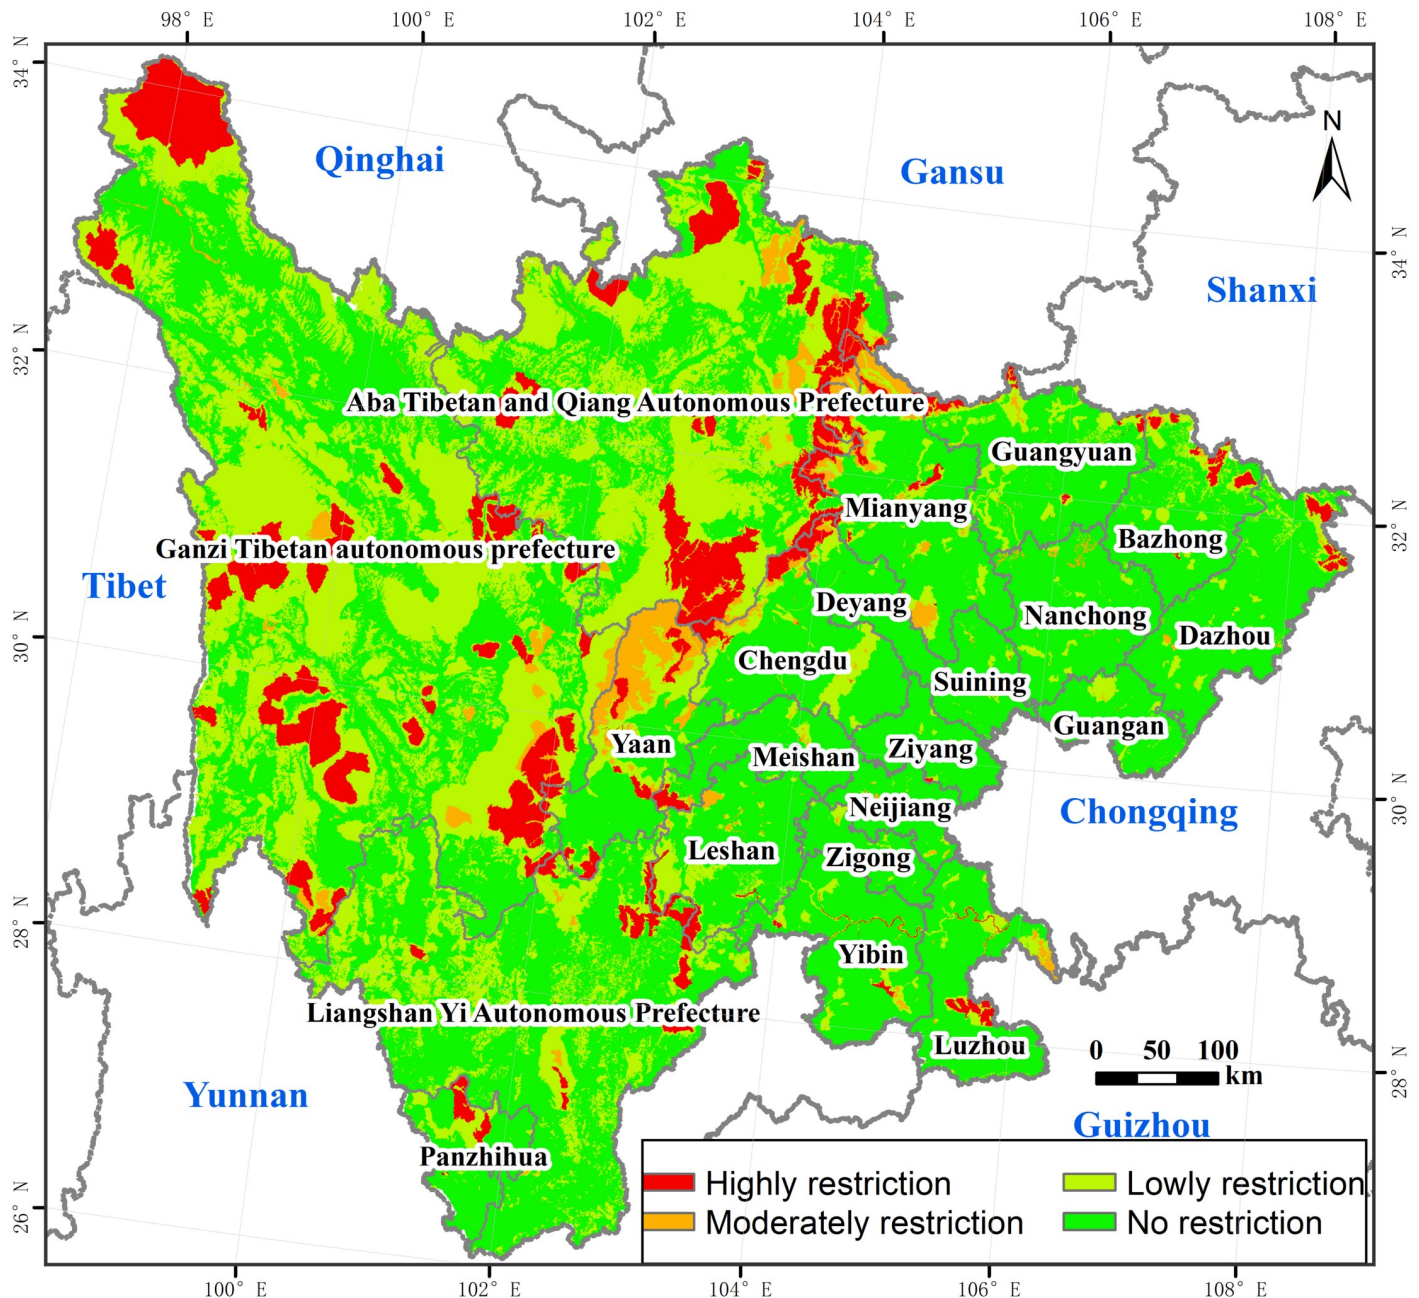 98° E 100° E 102° E 104° E 106° E 108° E
34° N
N
Qinghai
Gansu
34° N
Shanxi
32° N
Aba Tibetan and Qiang Autonomous Prefecture
Guangyuan
Mianyang
32° N
Bazhong
Ganzi Tibetan autonomous prefecture
Tibet
Deyang
Nanchong
Dazhou
30° N
Chengdu
Suining
Guangan
Yaan
Meishan
Ziyang
30° N
Neijiang
Chongqing
Leshan
Zigong
28° N
Yibin
Liangshan Yi Autonomous Prefecture
Luzhou
0 50 100
km
28° N
Yunnan
Guizhou
Panzhihua
Highly restriction
Lowly restriction
Moderately restriction
No restriction
26° N
100° E 102° E 104° E 106° E 108° E